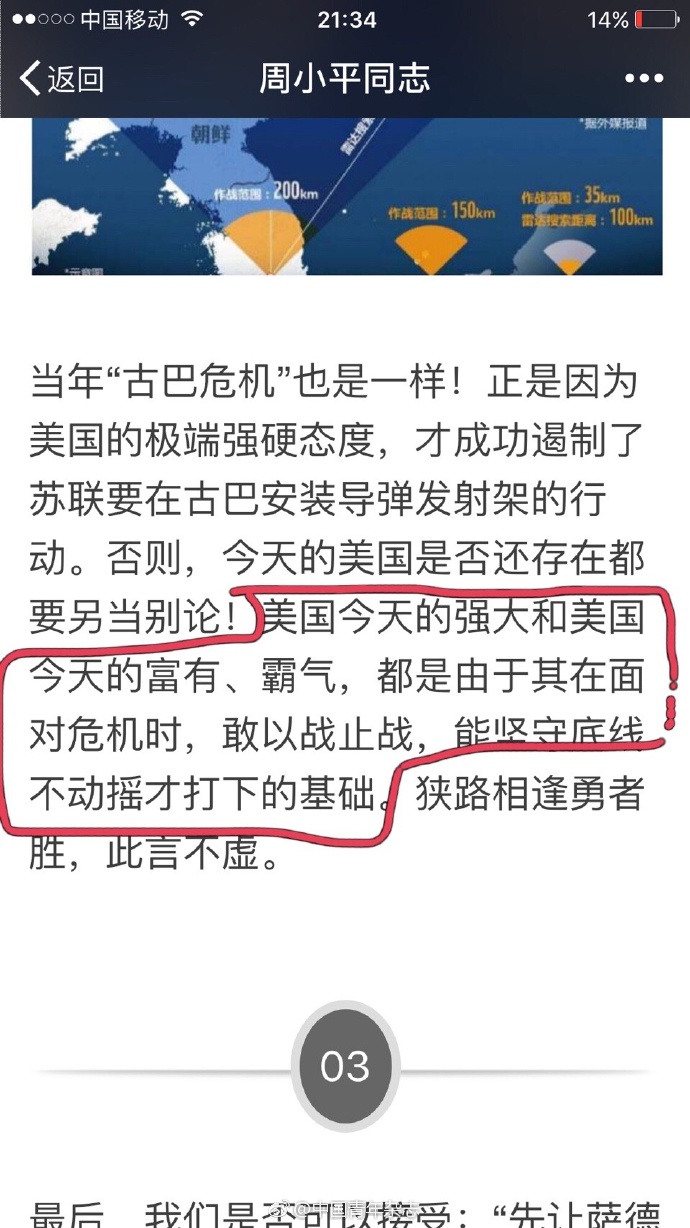 中国移动 21:34 14%
返回 周小平同志
朝鲜
*据外媒报道
作战范围：200km
作战范围：150km
作战范围：35km
雷达搜索距离：100km
*示意图
当年“古巴危机”也是一样！正是因为
美国的极端强硬态度，才成功遏制了
苏联要在古巴安装导弹发射架的行
动。否则，今天的美国是否还存在都
要另当别论！美国今天的强大和美国
今天的富有、霸气，都是由于其在面
对危机时，敢以战止战，能坚守底线
不动摇才打下的基础。狭路相逢勇者
胜，此言不虚。
03
最后，我们是否可以接受：“先让萨德
@中国青年杂志